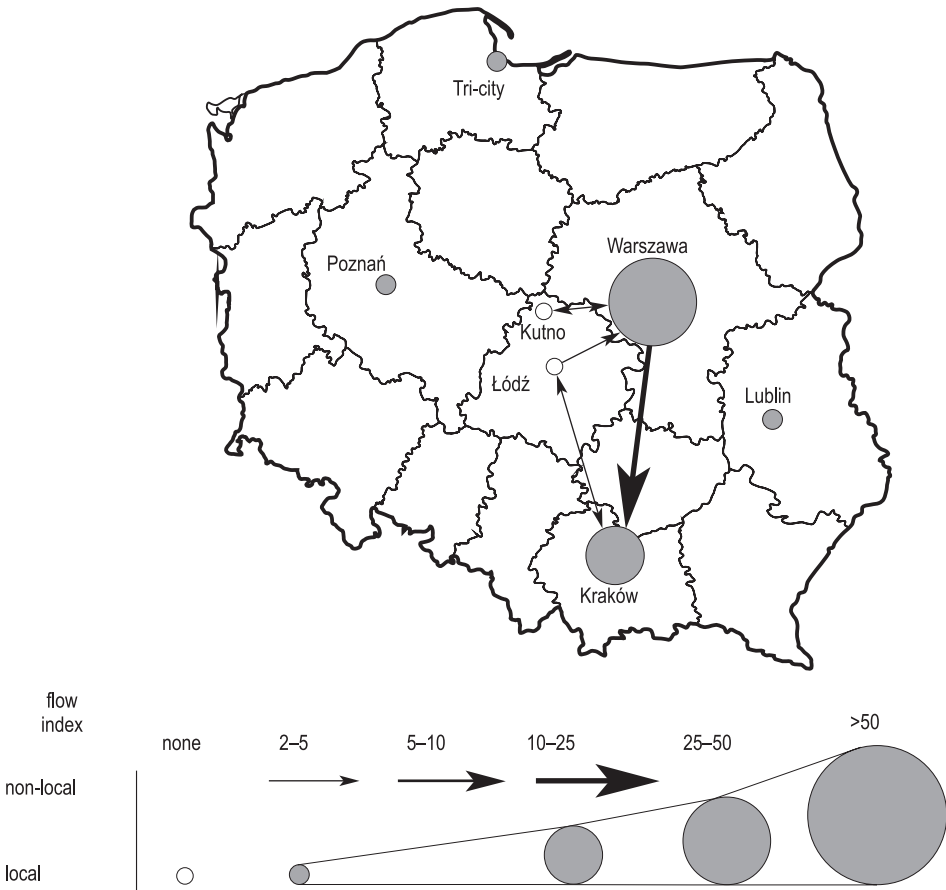 Tri-city
Warszawa
Poznań
Kutno
Łódź
Lublin
Kraków
flow
index
none
2–5
5–10
10–25
25–50
>50
non-local
local